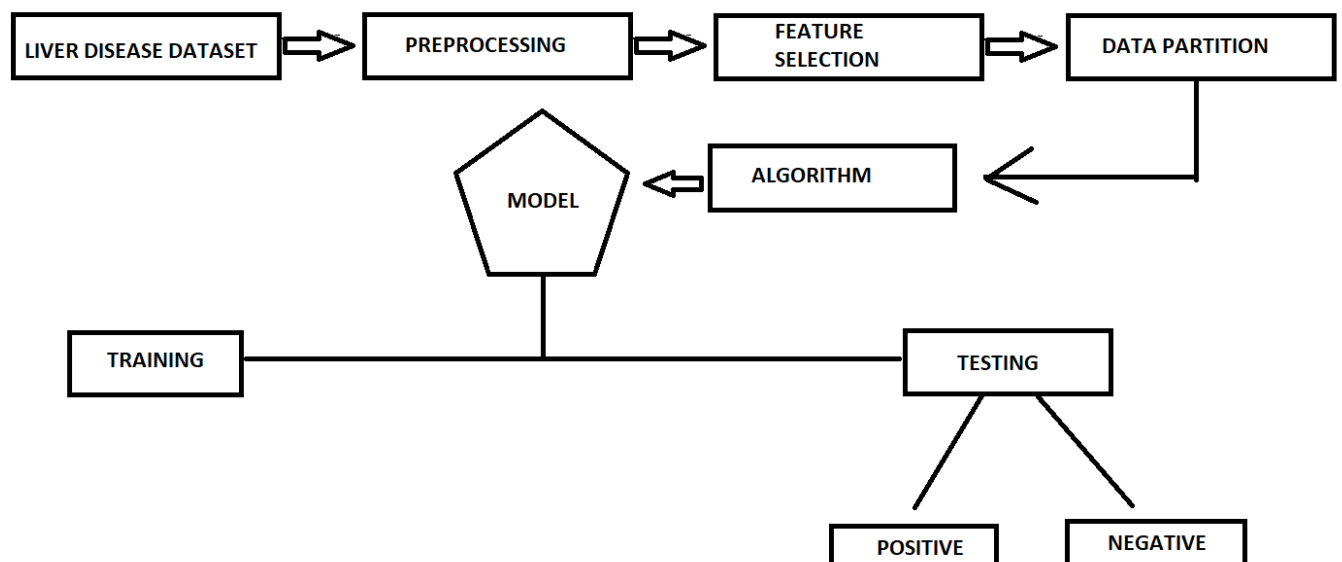 LIVER DISEASE DATASET
PREPROCESSING
FEATURE
SELECTION
DATA PARTITION
ALGORITHM
MODEL
TRAINING
TESTING
POSITIVE
NEGATIVE